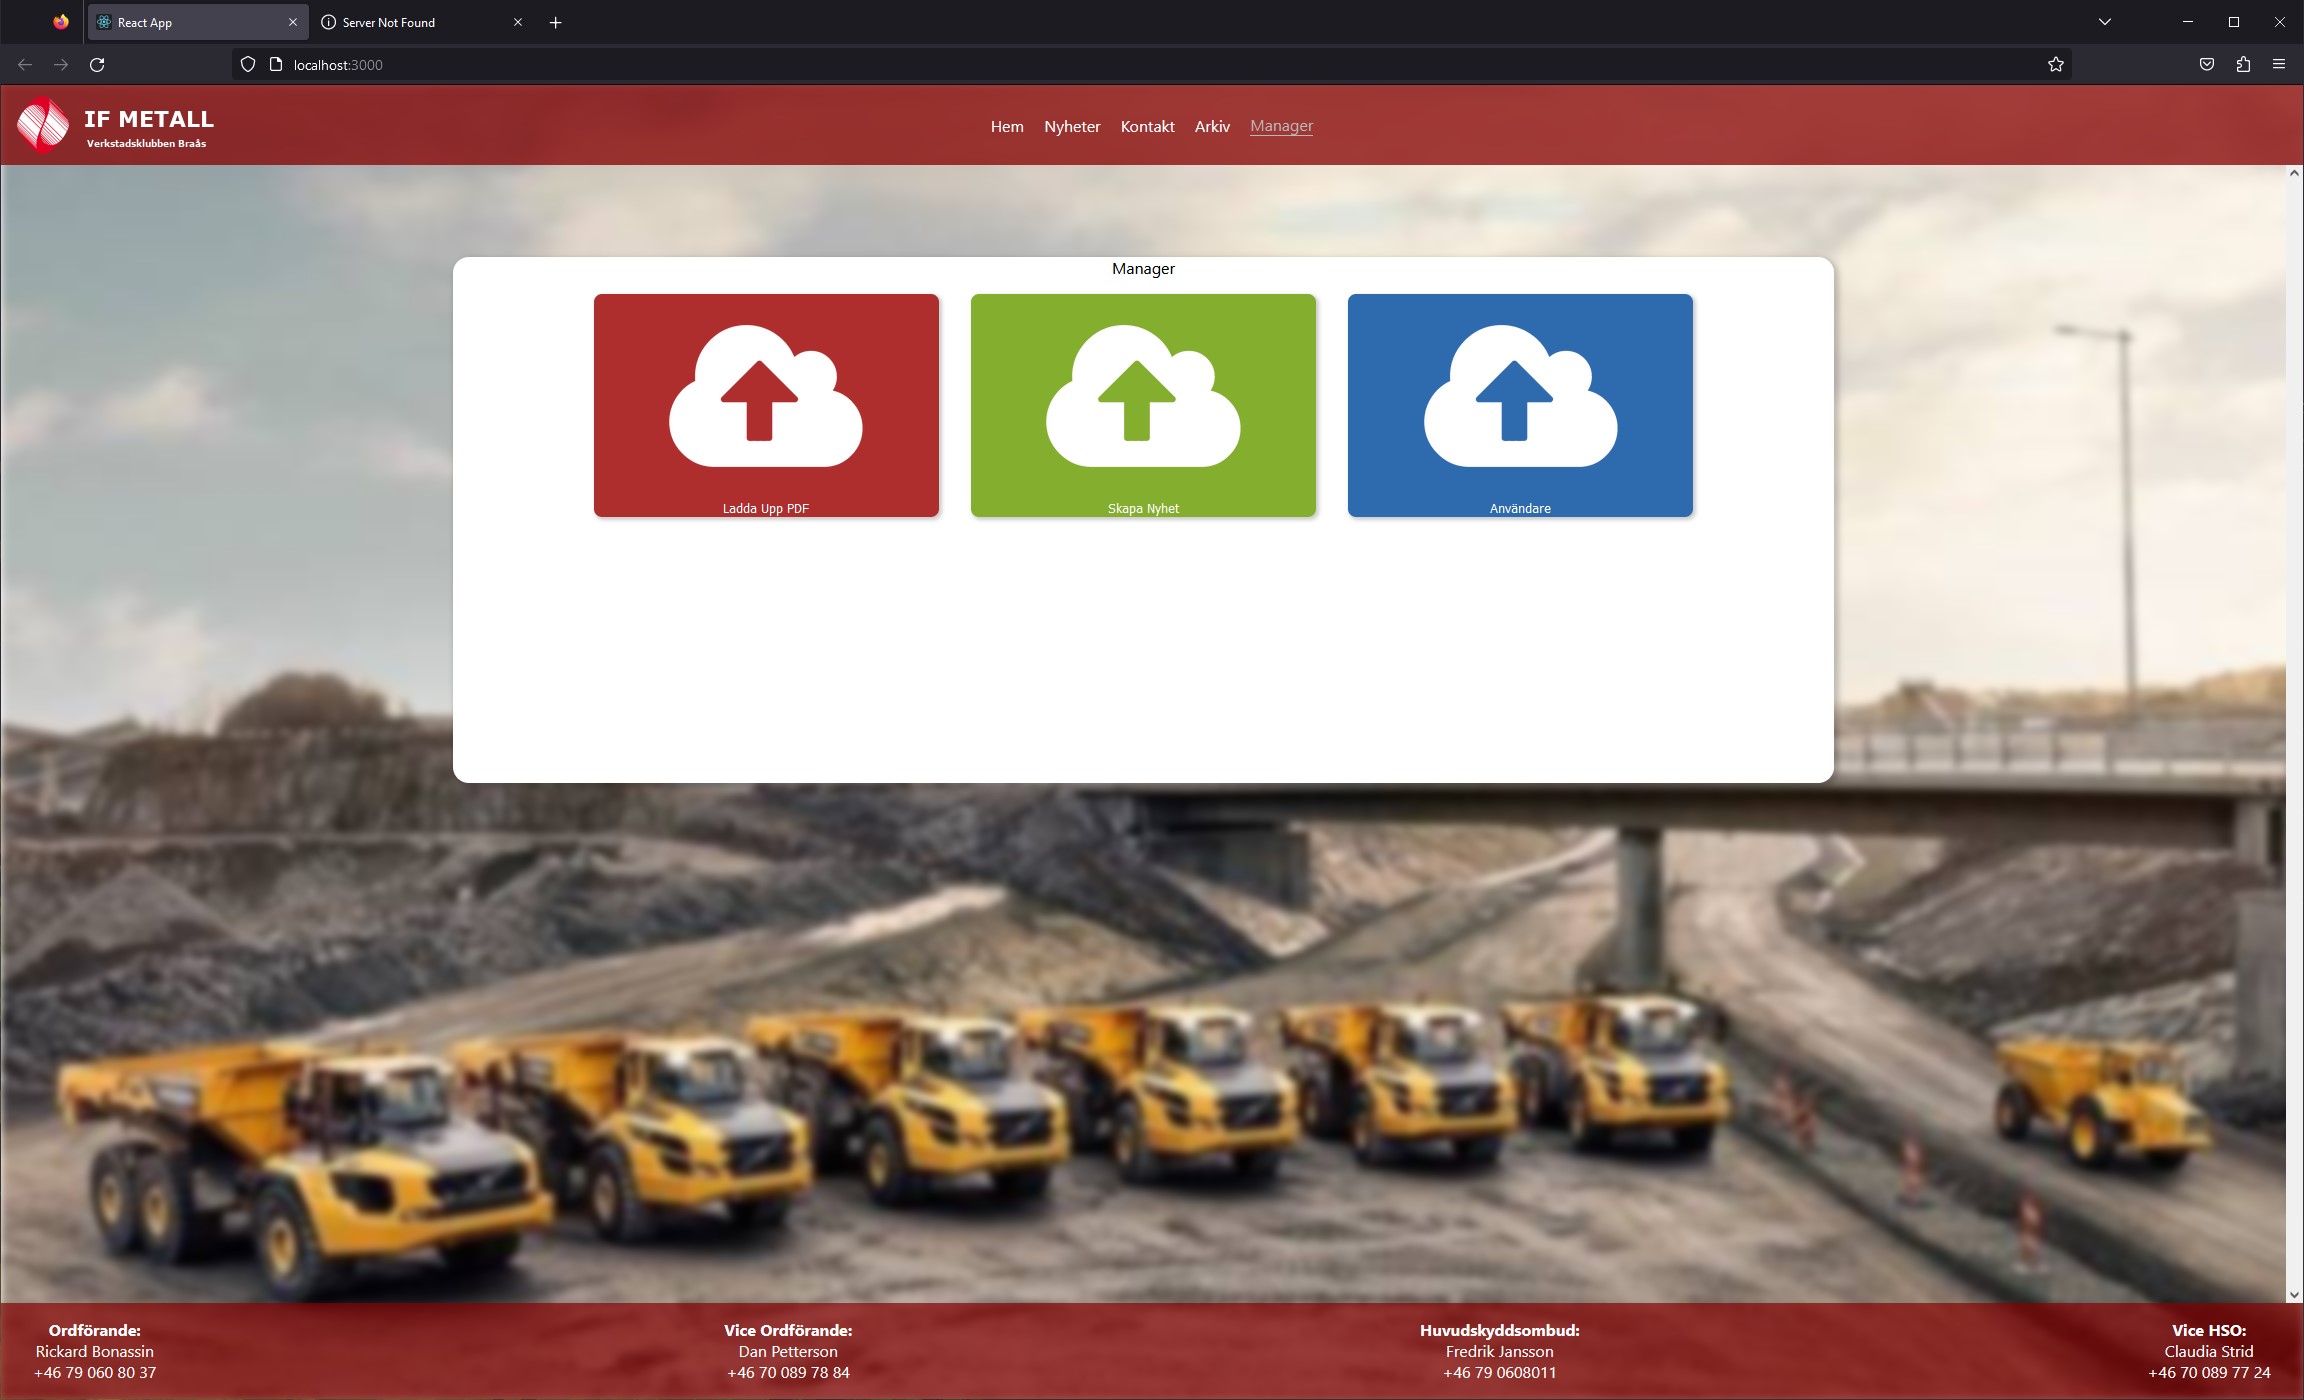 React App
Server Not Found
localhost:3000
IF METALL
Verkstadsklubben Braås
Hem Nyheter Kontakt Arkiv Manager
Manager
Ladda Upp PDF
Skapa Nyhet
Användare
Ordförande:
Rickard Bonassin
+46 79 060 80 37
Vice Ordförande:
Dan Petterson
+46 70 089 78 84
Huvudskyddsombud:
Fredrik Jansson
+46 79 0608011
Vice HSO:
Claudia Strid
+46 70 089 77 24